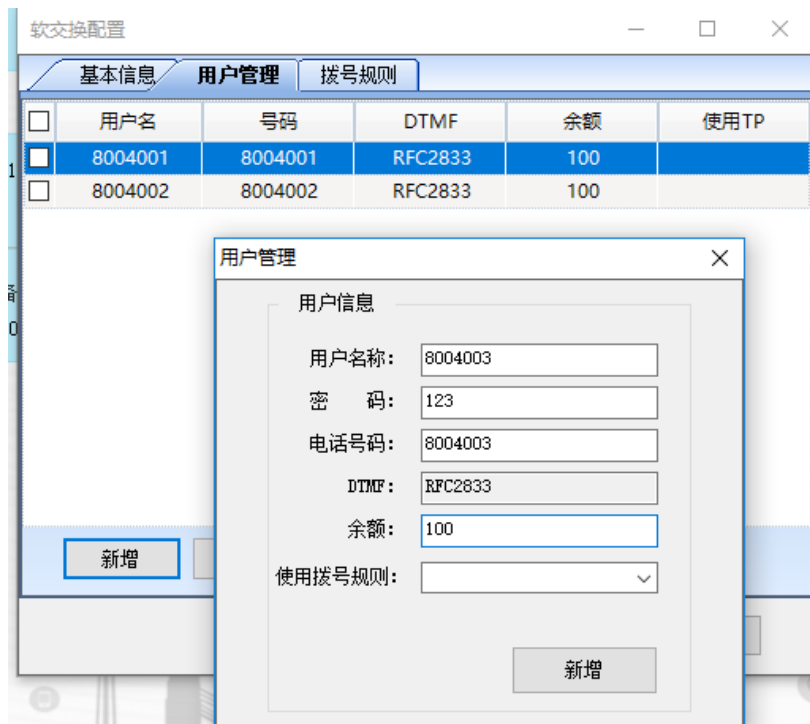 软交换配置
基本信息 用户管理 拨号规则
用户名 号码 DTMF 余额 使用TP
8004001 8004001 RFC2833 100
8004002 8004002 RFC2833 100
用户管理
用户信息
用户名称: 8004003
密 码: 123
电话号码: 8004003
DTMF: RFC2833
余额: 100
使用拨号规则:
新增
新增